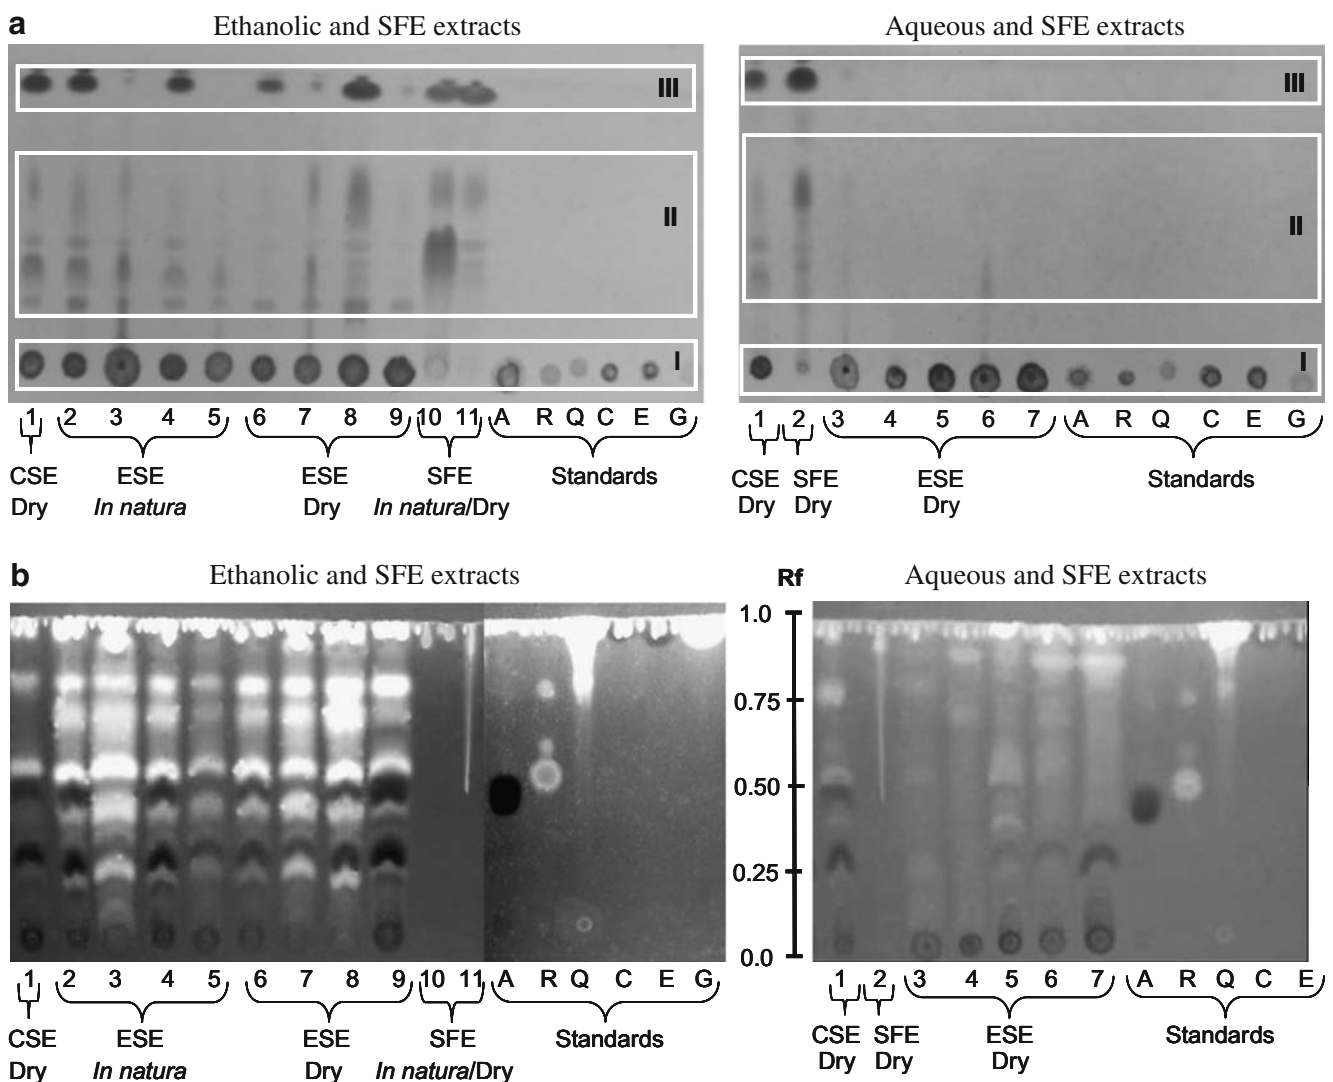 a Ethanolic and SFE extracts Aqueous and SFE extracts
III III
II II
I I
1 2 3 4 5 6 7 8 9 10 11 A R Q C E G 1 2 3 4 5 6 7 A R Q C E G
CSE ESE ESE SFE Standards CSE SFE ESE Standards
Dry In natura Dry In natura/Dry Dry Dry Dry
b Ethanolic and SFE extracts Rf Aqueous and SFE extracts
1.0
0.75
0.50
0.25
0.0
1 2 3 4 5 6 7 8 9 10 11 A R Q C E G 1 2 3 4 5 6 7 A R Q C E
CSE ESE ESE SFE Standards CSE SFE ESE Standards
Dry In natura Dry In natura/Dry Dry Dry Dry